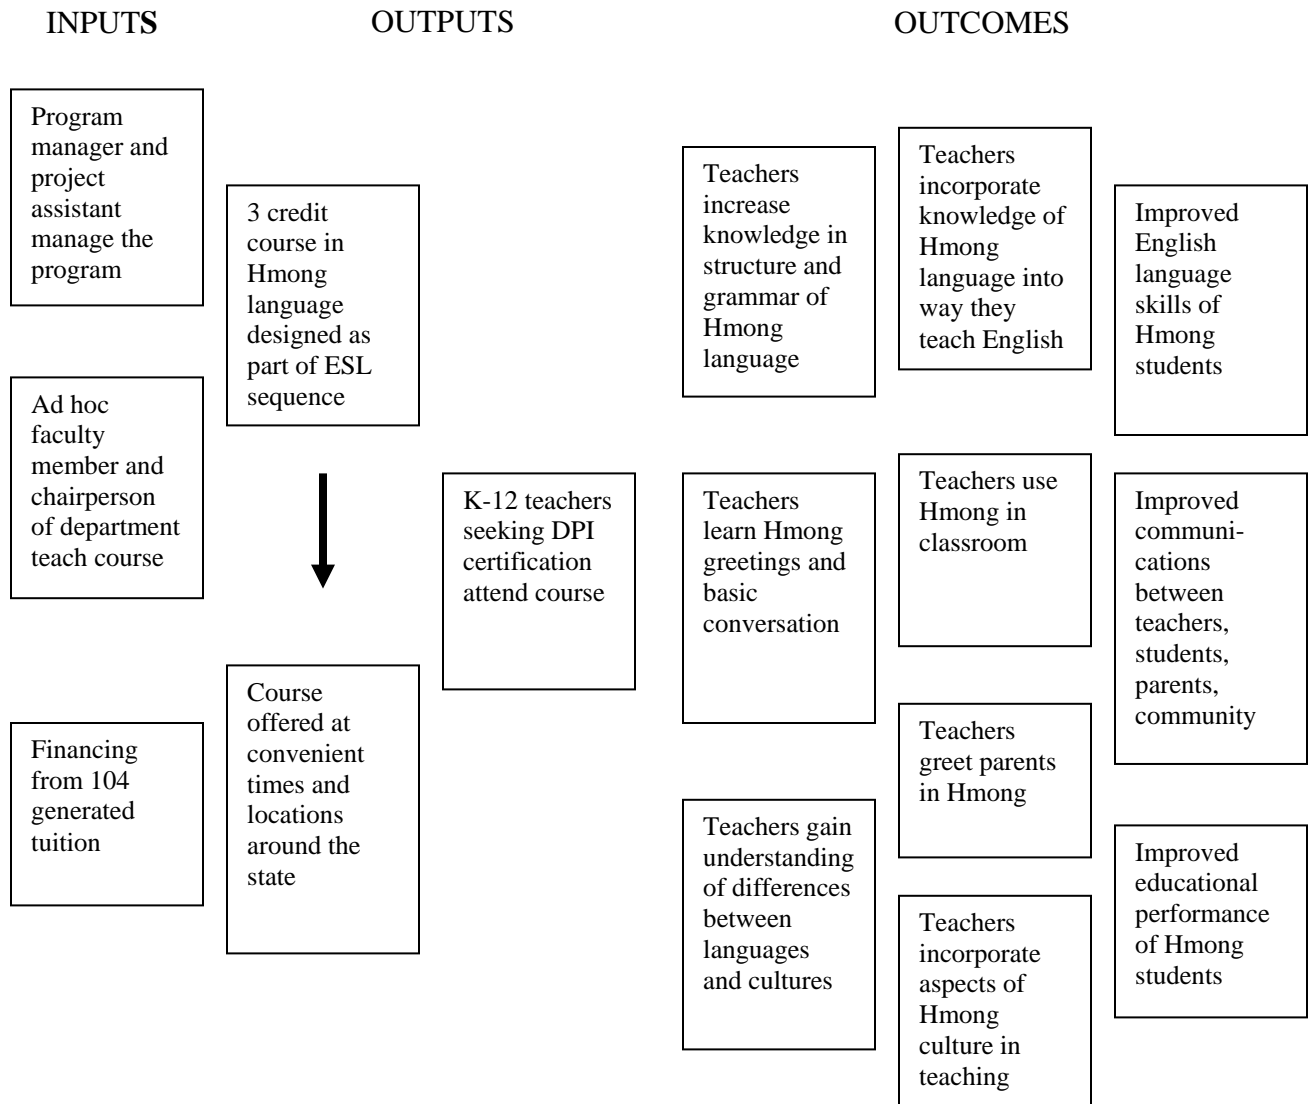 INPUTS
OUTPUTS
OUTCOMES
Program
manager and
project
assistant
manage the
program
Ad hoc
faculty
member and
chairperson
of department
teach course
Financing
from 104
generated
tuition
3 credit
course in
Hmong
language
designed as
part of ESL
sequence
Course
offered at
convenient
times and
locations
around the
state
K-12 teachers
seeking DPI
certification
attend course
Teachers
increase
knowledge in
structure and
grammar of
Hmong
language
Teachers
learn Hmong
greetings and
basic
conversation
Teachers gain
understanding
of differences
between
languages
and cultures
Teachers
incorporate
knowledge of
Hmong
language into
way they
teach English
Teachers use
Hmong in
classroom
Teachers
greet parents
in Hmong
Teachers
incorporate
aspects of
Hmong
culture in
teaching
Improved
English
language
skills of
Hmong
students
Improved
communi-
cations
between
teachers,
students,
parents,
community
Improved
educational
performance
of Hmong
students